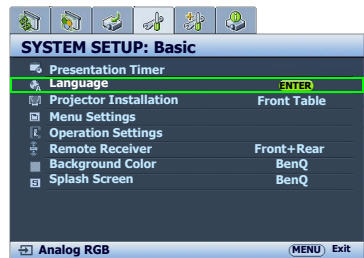 SYSTEM SETUP: Basic
Presentation Timer
Language ENTER
Projector Installation Front Table
Menu Settings
Operation Settings
Remote Receiver Front+Rear
Background Color BenQ
Splash Screen BenQ
Analog RGB MENU Exit